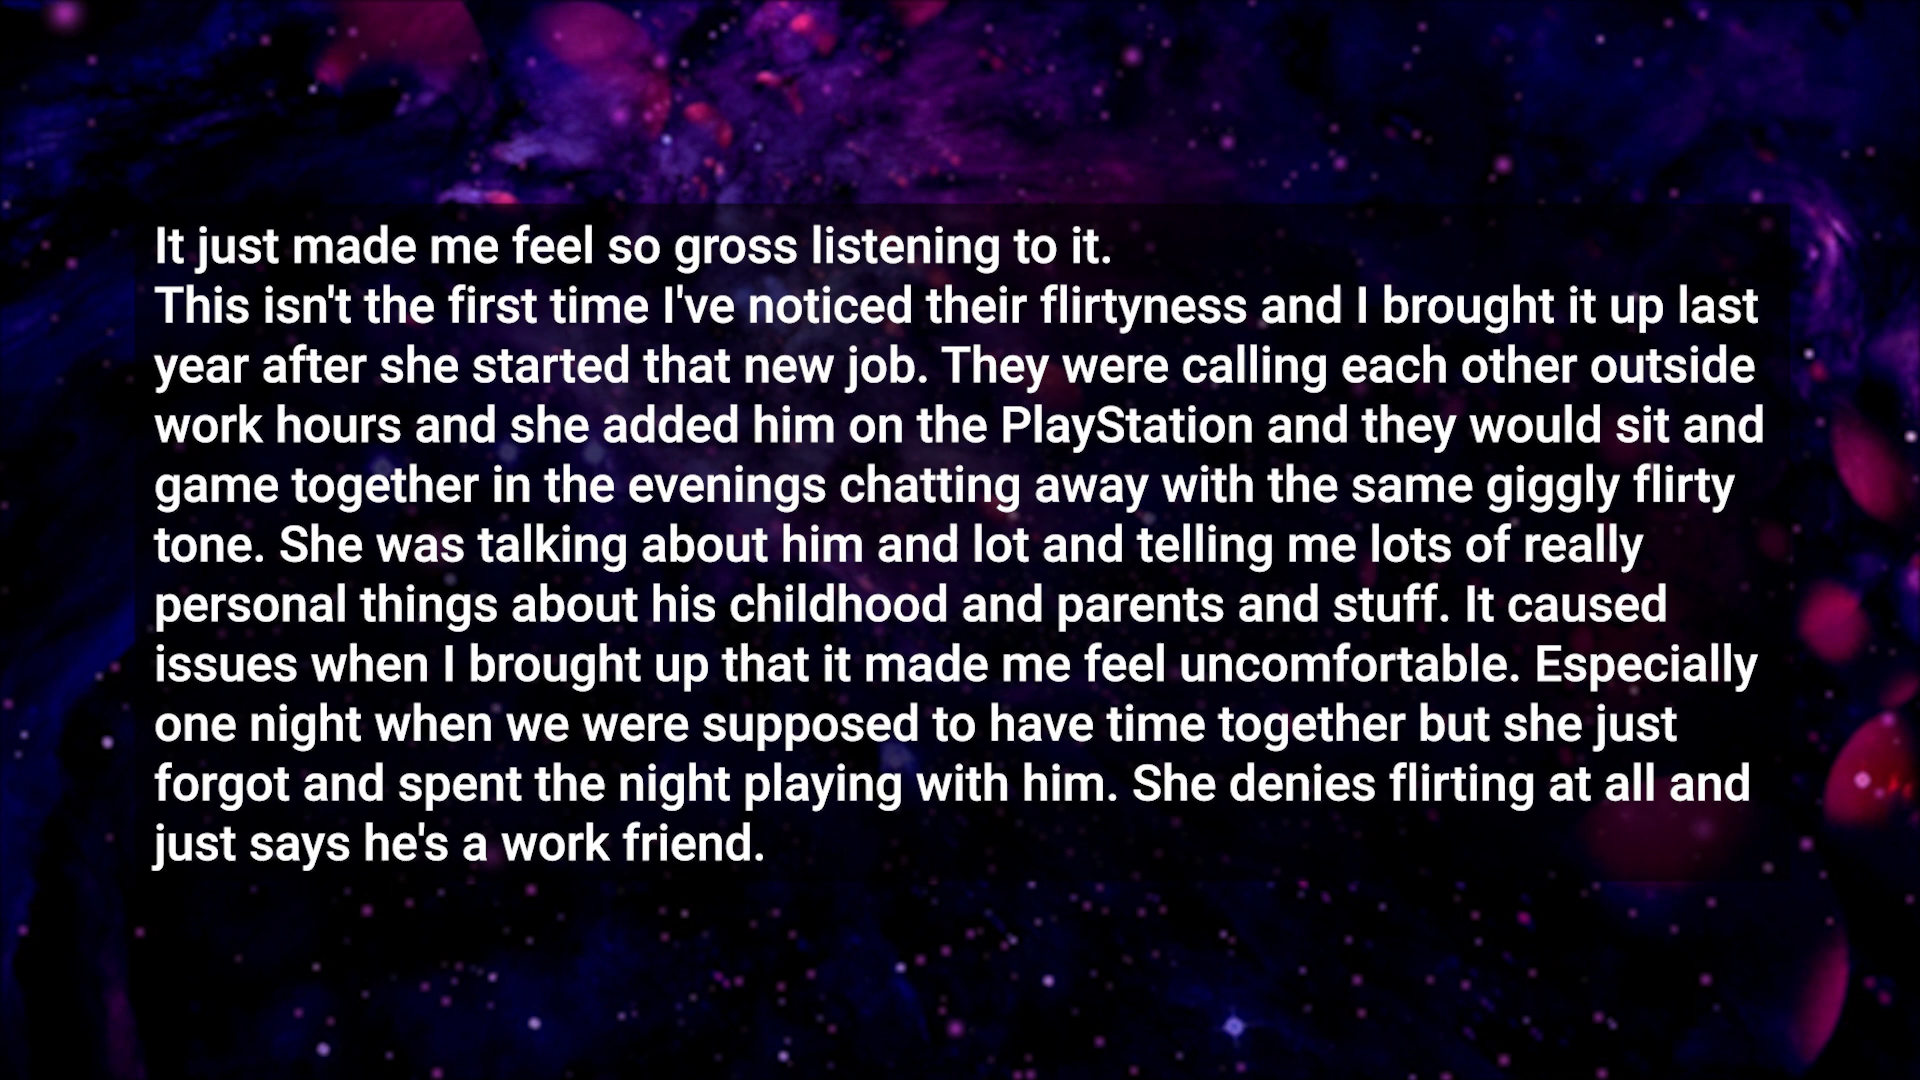 It just made me feel so gross listening to it.
This isn't the first time I've noticed their flirtyness and I brought it up last
year after she started that new job. They were calling each other outside
work hours and she added him on the PlayStation and they would sit and
game together in the evenings chatting away with the same giggly flirty
tone. She was talking about him and lot and telling me lots of really
personal things about his childhood and parents and stuff. It caused
issues when I brought up that it made me feel uncomfortable. Especially
one night when we were supposed to have time together but she just
forgot and spent the night playing with him. She denies flirting at all and
just says he's a work friend.